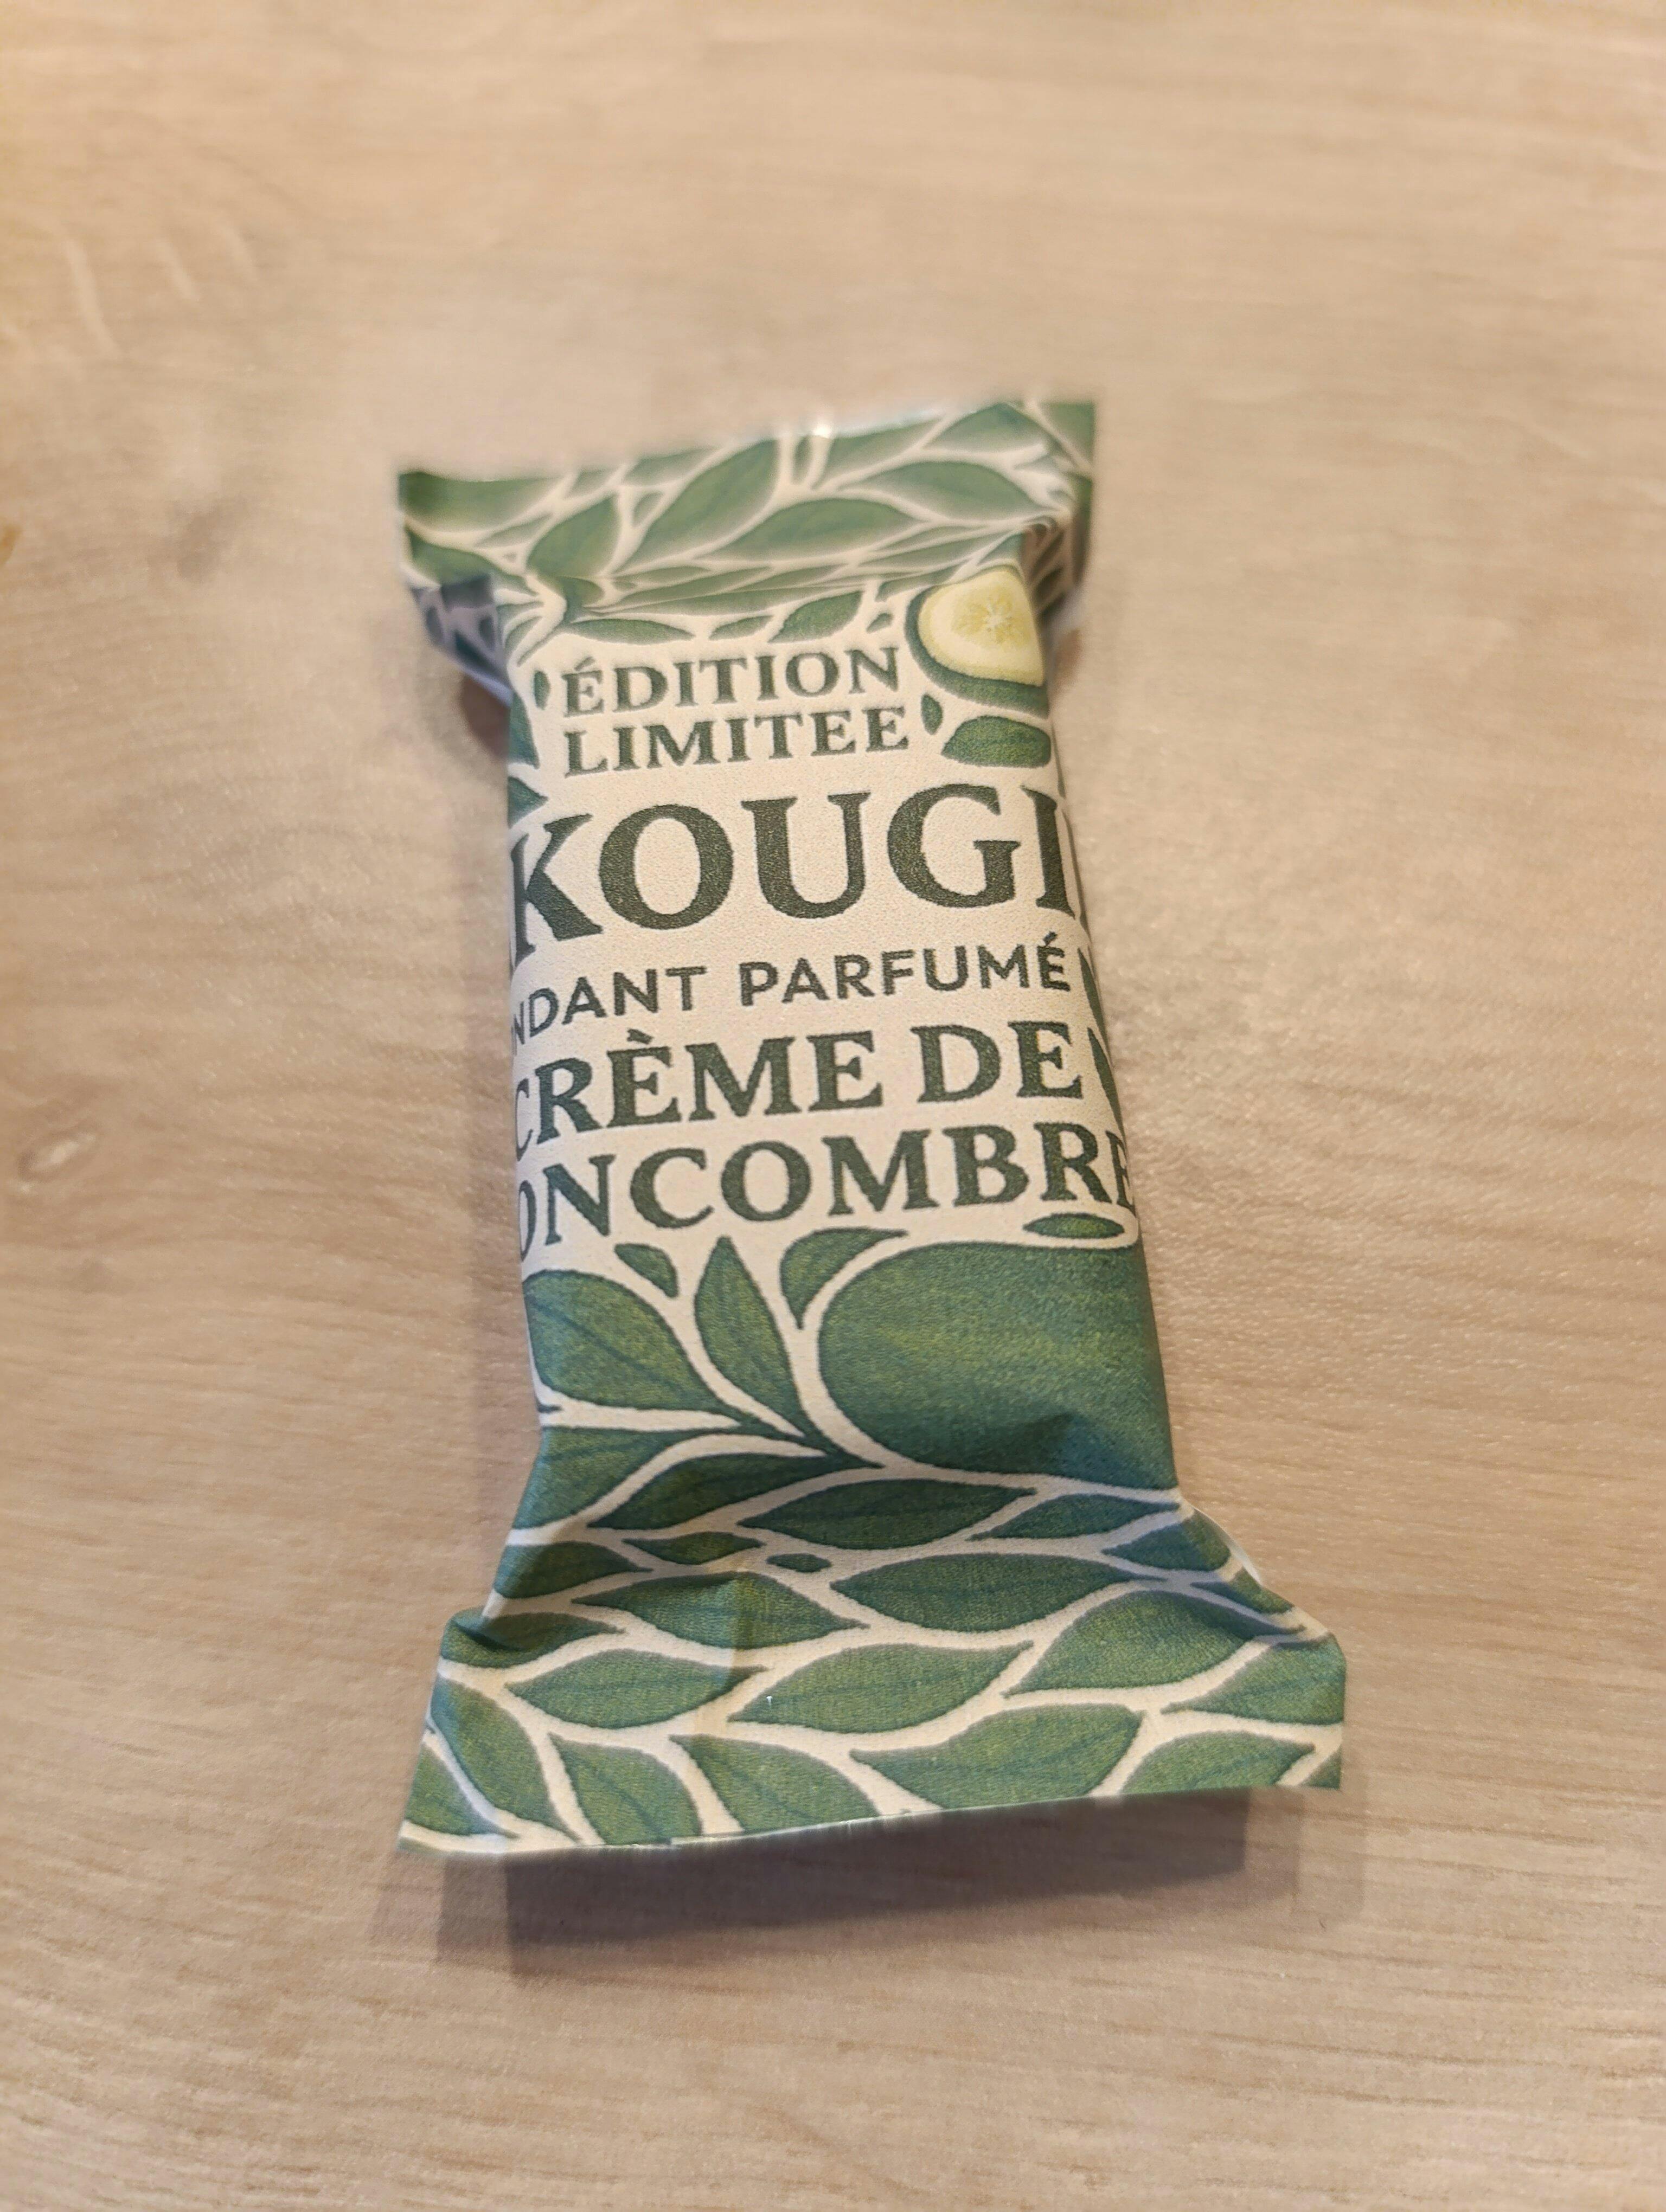 ÉDITION
LIMITEE
KOUGI
NDANT PARFUMÉ
CRÈME DE
ONCOMBRE